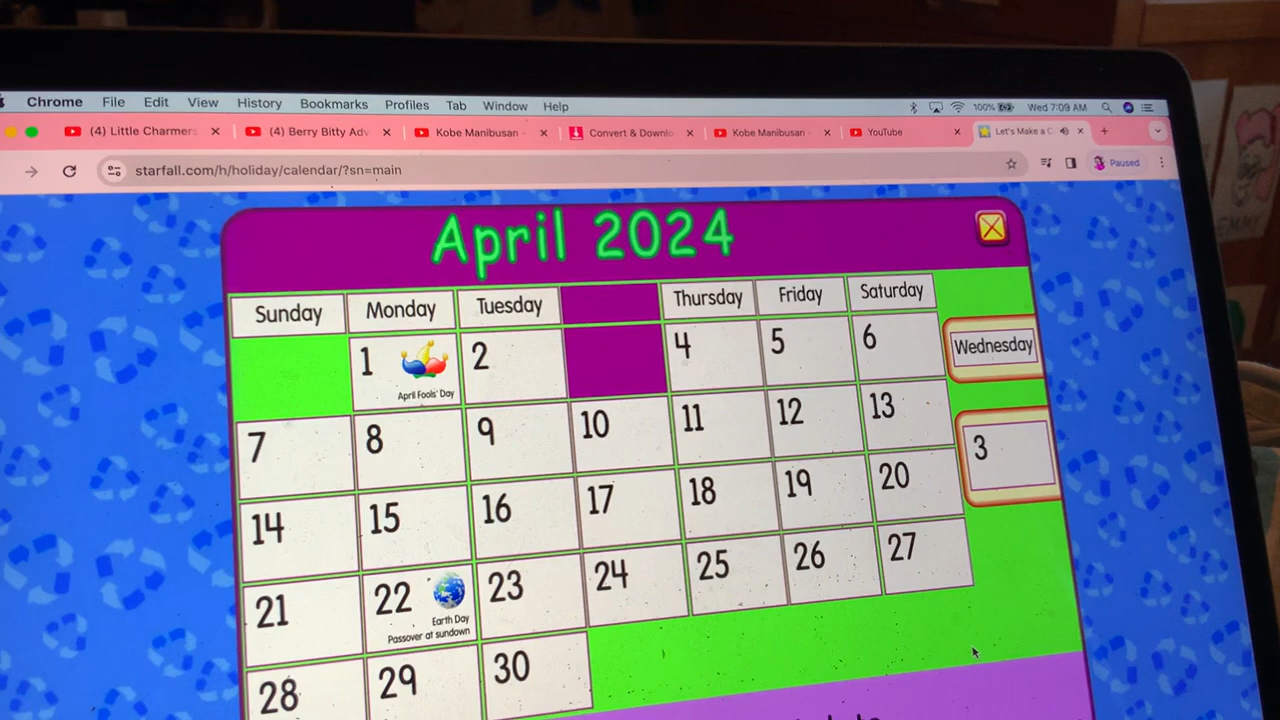 Chrome File Edit View History Bookmarks Profiles Tab Window Help 100% Wed 7:09 AM
(4) Little Charmers (4) Berry Bitty Adv Kobe Manibusan - Convert & Downlo Kobe Manibusan - YouTube Let's Make a C
starfall.com/h/holiday/calendar/?sn=main Paused
April 2024
Sunday Monday Tuesday Thursday Friday Saturday
Wednesday
1 2 4 5 6
April Fools' Day
7 8 9 10 11 12 13
3
14 15 16 17 18 19 20
21 22 23 24 25 26 27
Earth Day
Passover at sundown
28 29 30